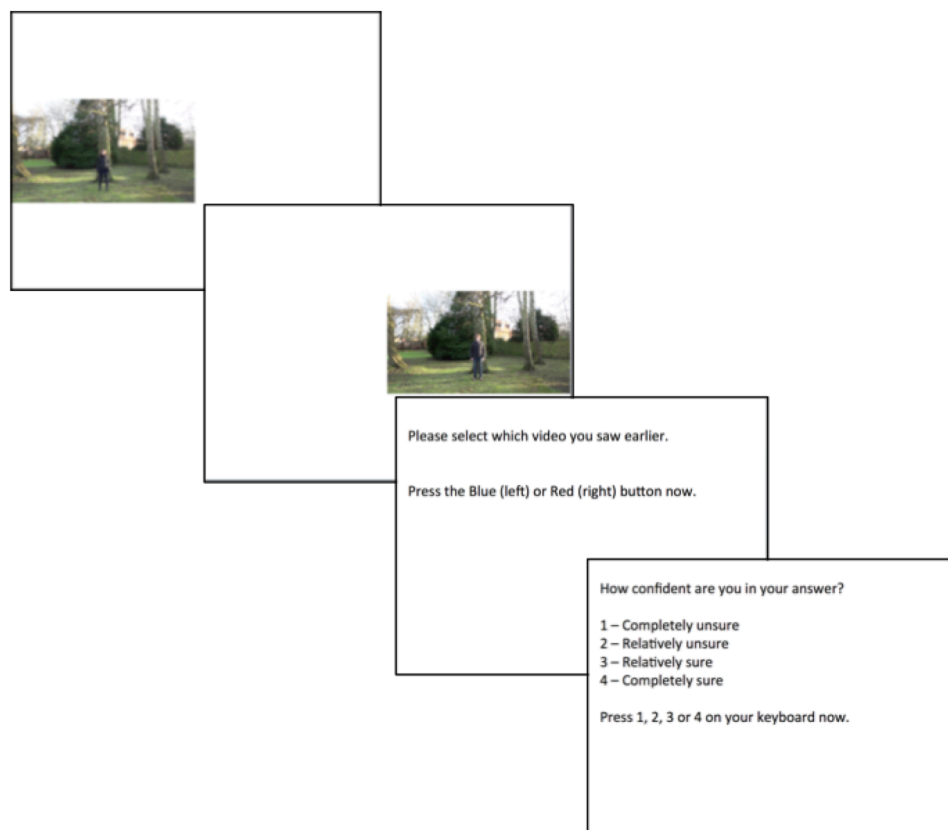 Please select which video you saw earlier.
Press the Blue (left) or Red (right) button now.
How confident are you in your answer?
1 – Completely unsure
2 – Relatively unsure
3 – Relatively sure
4 – Completely sure
Press 1, 2, 3 or 4 on your keyboard now.